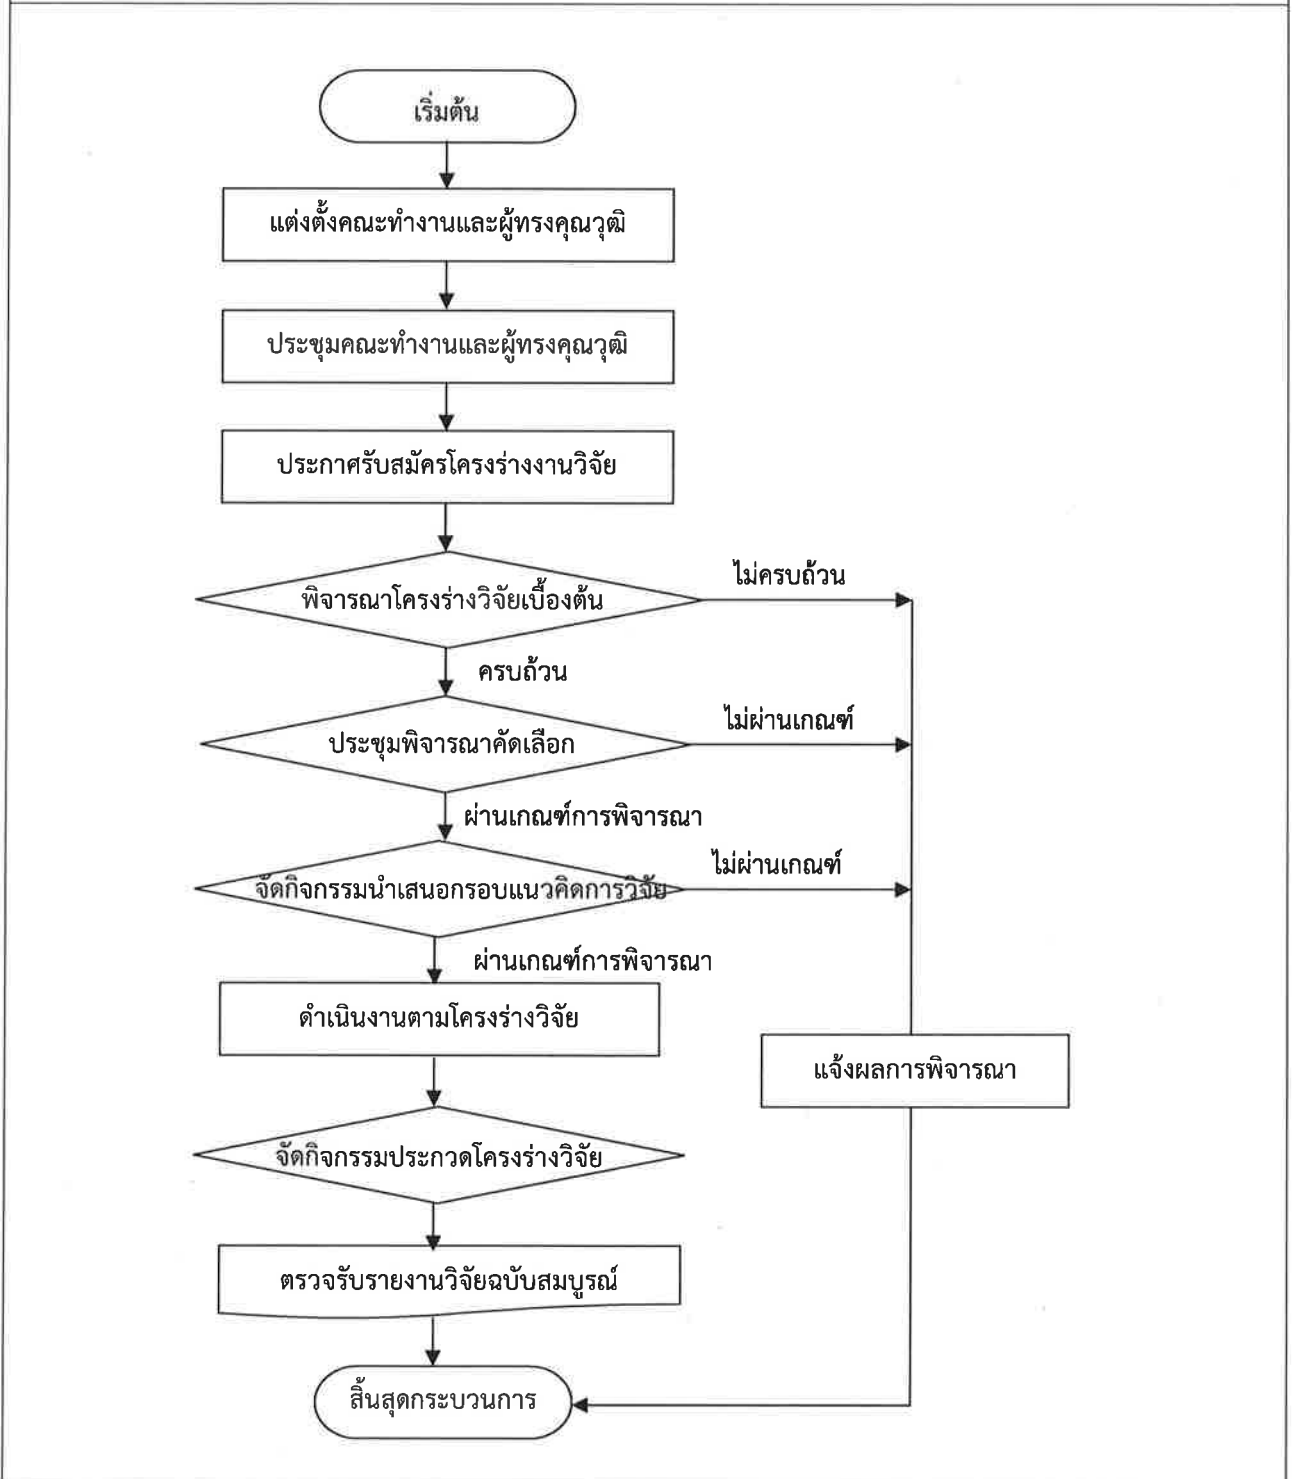 เริ่มต้น
แต่งตั้งคณะทำงานและผู้ทรงคุณวุฒิ
ประชุมคณะทำงานและผู้ทรงคุณวุฒิ
ประกาศรับสมัครโครงร่างงานวิจัย
ไม่ครบถ้วน
พิจารณาโครงร่างวิจัยเบื้องต้น
ครบถ้วน
ไม่ผ่านเกณฑ์
ประชุมพิจารณาคัดเลือก
ผ่านเกณฑ์การพิจารณา
ไม่ผ่านเกณฑ์
จัดกิจกรรมนำเสนอกรอบแนวคิดการวิจัย
ผ่านเกณฑ์การพิจารณา
ดำเนินงานตามโครงร่างวิจัย
แจ้งผลการพิจารณา
จัดกิจกรรมประกวดโครงร่างวิจัย
ตรวจรับรายงานวิจัยฉบับสมบูรณ์
สิ้นสุดกระบวนการ